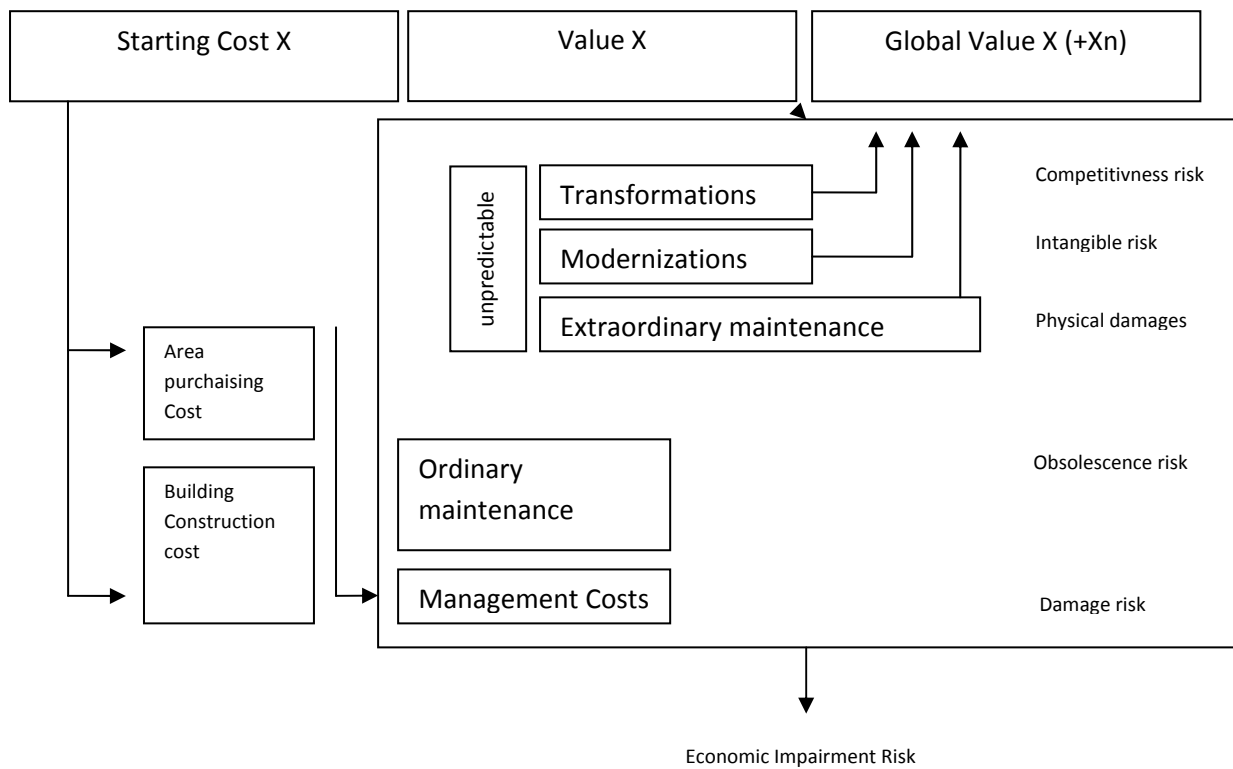 Starting Cost X
Value X
Global Value X (+Xn)
unpredictable
Transformations
Competitivness risk
Modernizations
Intangible risk
Extraordinary maintenance
Physical damages
Area
purchaising
Cost
Ordinary
maintenance
Obsolescence risk
Building
Construction
cost
Management Costs
Damage risk
Economic Impairment Risk